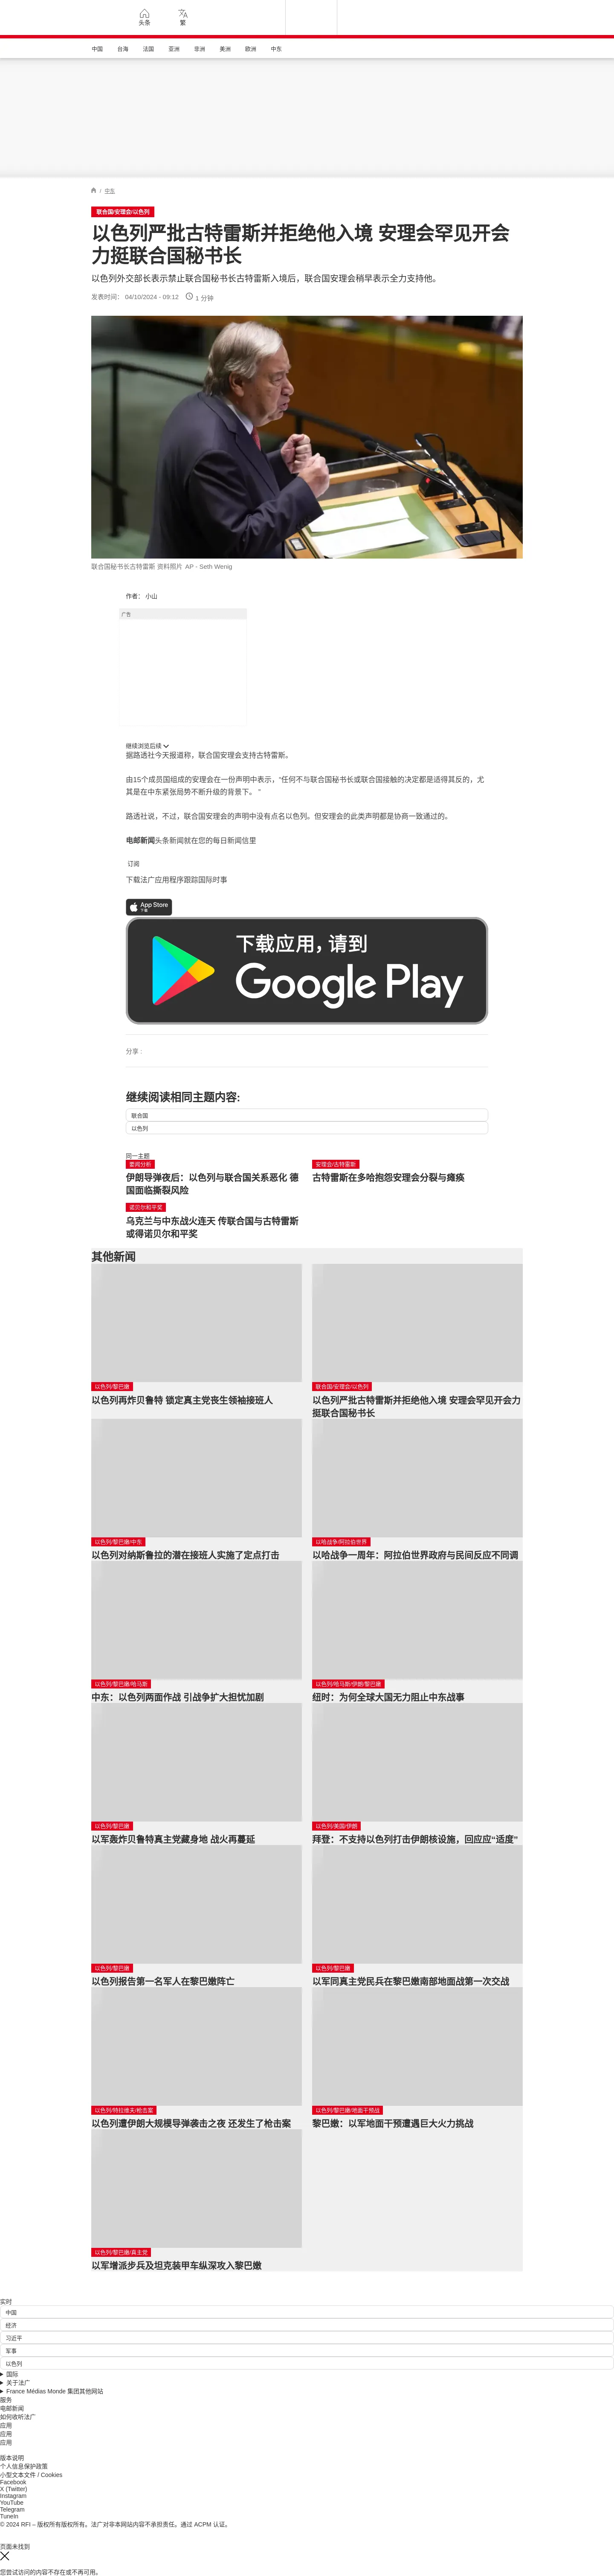 头条
繁
中国 台海 法国 亚洲 非洲 美洲 欧洲 中东
/ 中东
联合国/安理会/以色列
以色列严批古特雷斯并拒绝他入境 安理会罕见开会
力挺联合国秘书长
以色列外交部长表示禁止联合国秘书长古特雷斯入境后，联合国安理会稍早表示全力支持他。
发表时间： 04/10/2024 - 09:12 1 分钟
联合国秘书长古特雷斯 资料照片 AP - Seth Wenig
作者： 小山
广告
继续浏览后续
据路透社今天报道称，联合国安理会支持古特雷斯。
由15个成员国组成的安理会在一份声明中表示，“任何不与联合国秘书长或联合国接触的决定都是适得其反的，尤
其是在中东紧张局势不断升级的背景下。 ”
路透社说，不过，联合国安理会的声明中没有点名以色列。但安理会的此类声明都是协商一致通过的。
电邮新闻头条新闻就在您的每日新闻信里
订阅
下载法广应用程序跟踪国际时事
App Store
下载
下载应用，请到
Google Play
分享 :
继续阅读相同主题内容:
联合国
以色列
同一主题
要闻分析
伊朗导弹夜后：以色列与联合国关系恶化 德
国面临撕裂风险
安理会/古特雷斯
古特雷斯在多哈抱怨安理会分裂与瘫痪
诺贝尔和平奖
乌克兰与中东战火连天 传联合国与古特雷斯
或得诺贝尔和平奖
其他新闻
以色列/黎巴嫩
以色列再炸贝鲁特 锁定真主党丧生领袖接班人
联合国/安理会/以色列
以色列严批古特雷斯并拒绝他入境 安理会罕见开会力
挺联合国秘书长
以色列/黎巴嫩/中东
以色列对纳斯鲁拉的潜在接班人实施了定点打击
以哈战争/阿拉伯世界
以哈战争一周年：阿拉伯世界政府与民间反应不同调
以色列/黎巴嫩/哈马斯
中东：以色列两面作战 引战争扩大担忧加剧
以色列/哈马斯/伊朗/黎巴嫩
纽时：为何全球大国无力阻止中东战事
以色列/黎巴嫩
以军轰炸贝鲁特真主党藏身地 战火再蔓延
以色列/美国/伊朗
拜登：不支持以色列打击伊朗核设施，回应应“适度”
以色列/黎巴嫩
以色列报告第一名军人在黎巴嫩阵亡
以色列/黎巴嫩
以军同真主党民兵在黎巴嫩南部地面战第一次交战
以色列/特拉维夫/枪击案
以色列遭伊朗大规模导弹袭击之夜 还发生了枪击案
以色列/黎巴嫩/地面干预战
黎巴嫩：以军地面干预遭遇巨大火力挑战
以色列/黎巴嫩/真主党
以军增派步兵及坦克装甲车纵深攻入黎巴嫩
实时
中国
经济
习近平
军事
以色列
国际
关于法广
France Médias Monde 集团其他网站
服务
电邮新闻
如何收听法广
应用
应用
应用
版本说明
个人信息保护政策
小型文本文件 / Cookies
Facebook
X (Twitter)
Instagram
YouTube
Telegram
TuneIn
© 2024 RFI – 版权所有版权所有。法广对非本网站内容不承担责任。通过 ACPM 认证。
页面未找到
您尝试访问的内容不存在或不再可用。